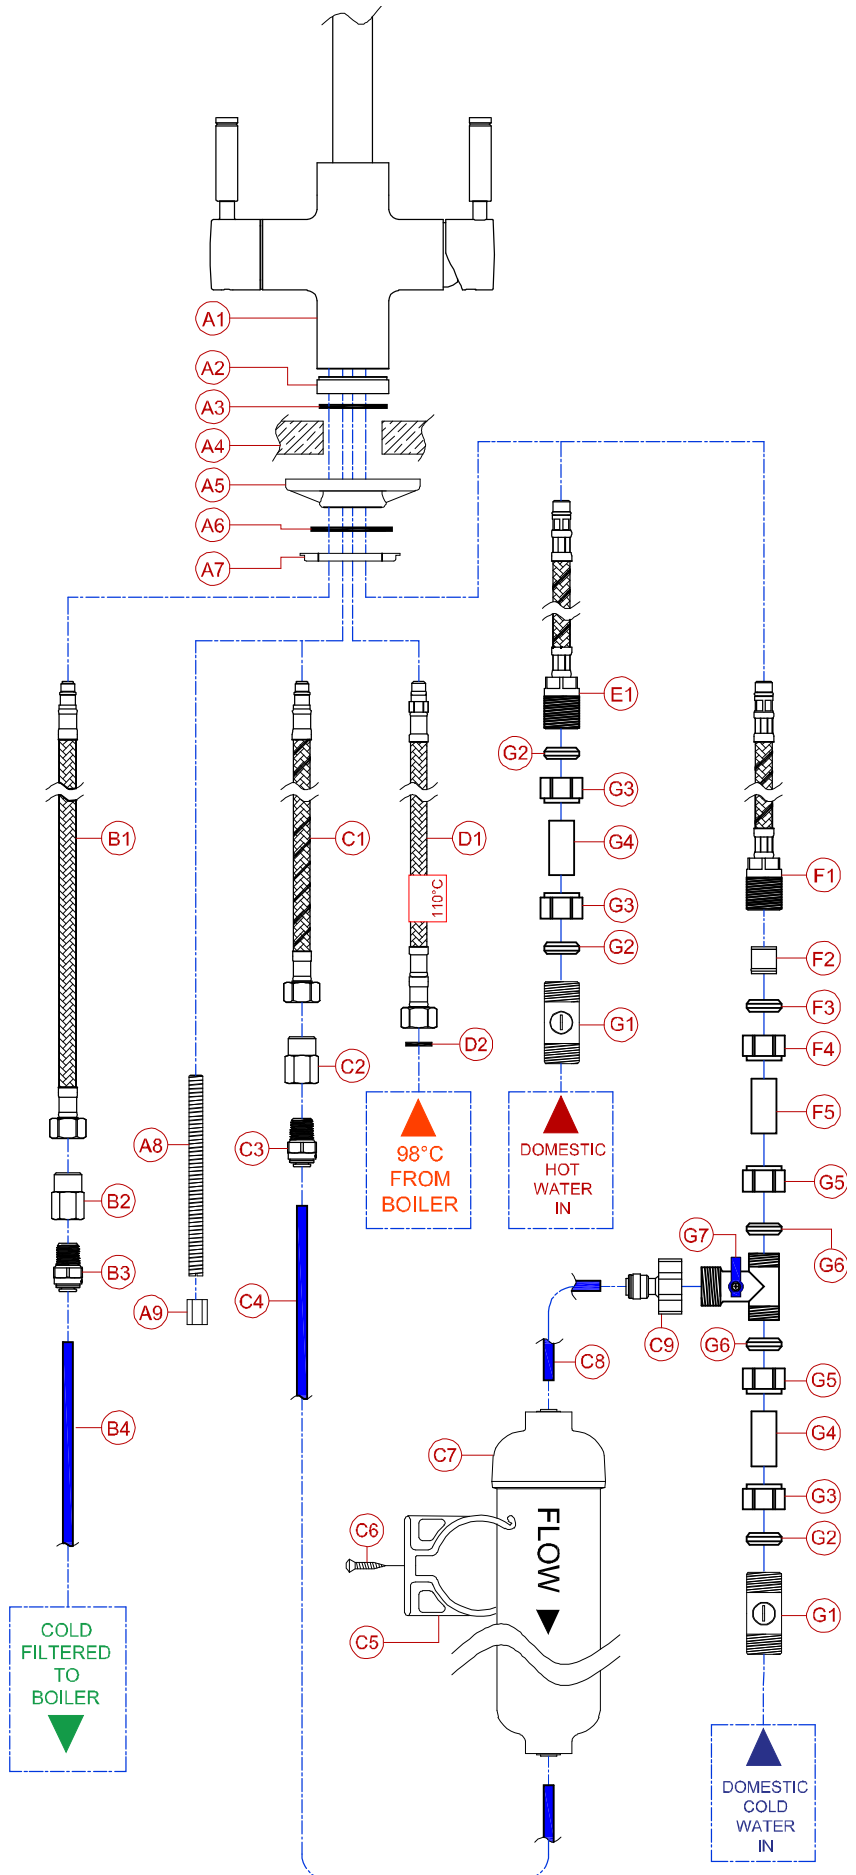 A1
A2
A3
A4
A5
A6
A7
E1
G2
G3
B1
C1
D1
G4
F1
110°C
G3
G2
F2
F3
G1
F4
D2
C2
F5
A8
C3
98°C
FROM
BOILER
DOMESTIC
HOT
WATER
IN
G5
B2
G7
G6
B3
C4
A9
C9
G6
C8
G5
B4
C7
G4
G3
FLOW
C6
G2
G1
C5
COLD
FILTERED
TO
BOILER
DOMESTIC
COLD
WATER
IN